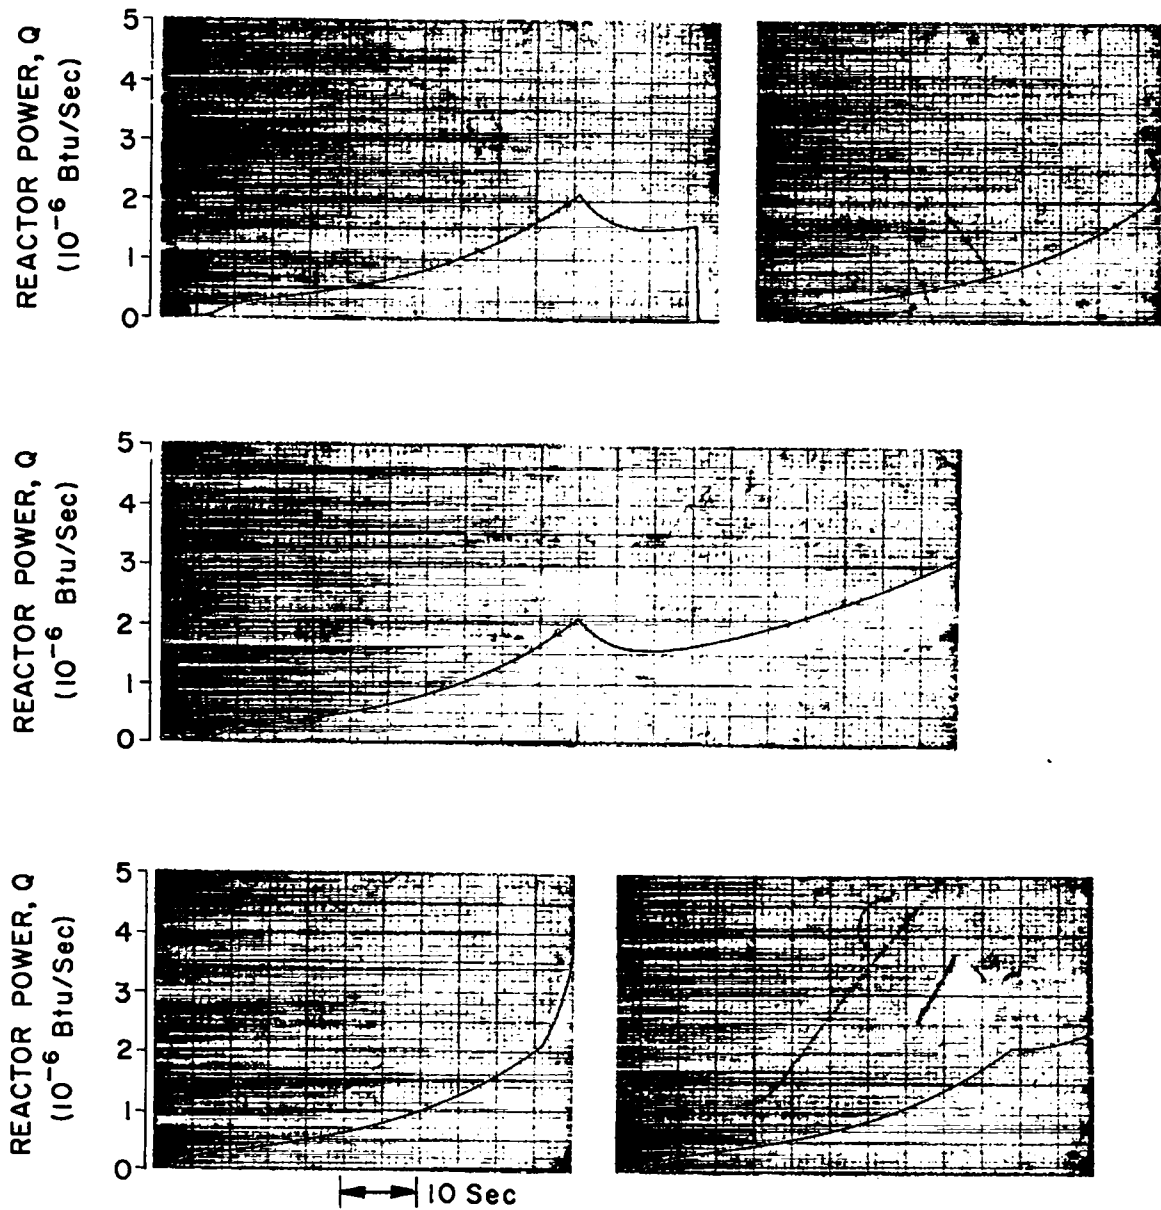 REACTOR POWER, Q
(10⁻⁶ Btu/Sec)
5
4
3
2
1
0
REACTOR POWER, Q
(10⁻⁶ Btu/Sec)
5
4
3
2
1
0
REACTOR POWER, Q
(10⁻⁶ Btu/Sec)
5
4
3
2
1
0
10 Sec